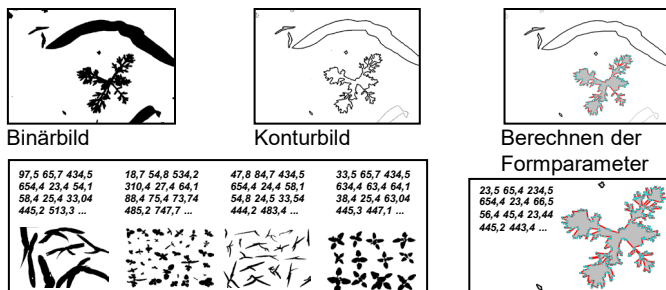 Binärbild
Konturbild
Berechnen der
Formparameter
97,5 65,7 434,5
654,4 23,4 54,1
58,4 25,4 33,04
445,2 513,3 ...
18,7 54,8 534,2
310,4 27,4 64,1
88,4 75,4 73,74
485,2 747,7 ...
47,8 84,7 434,5
654,4 24,4 58,1
54,8 24,5 33,54
444,2 483,4 ...
33,5 65,7 434,5
634,4 63,4 64,1
38,4 25,4 63,04
445,3 447,1 ...
23,5 65,4 234,5
654,4 23,4 66,5
56,4 45,4 23,44
445,2 443,4 ...